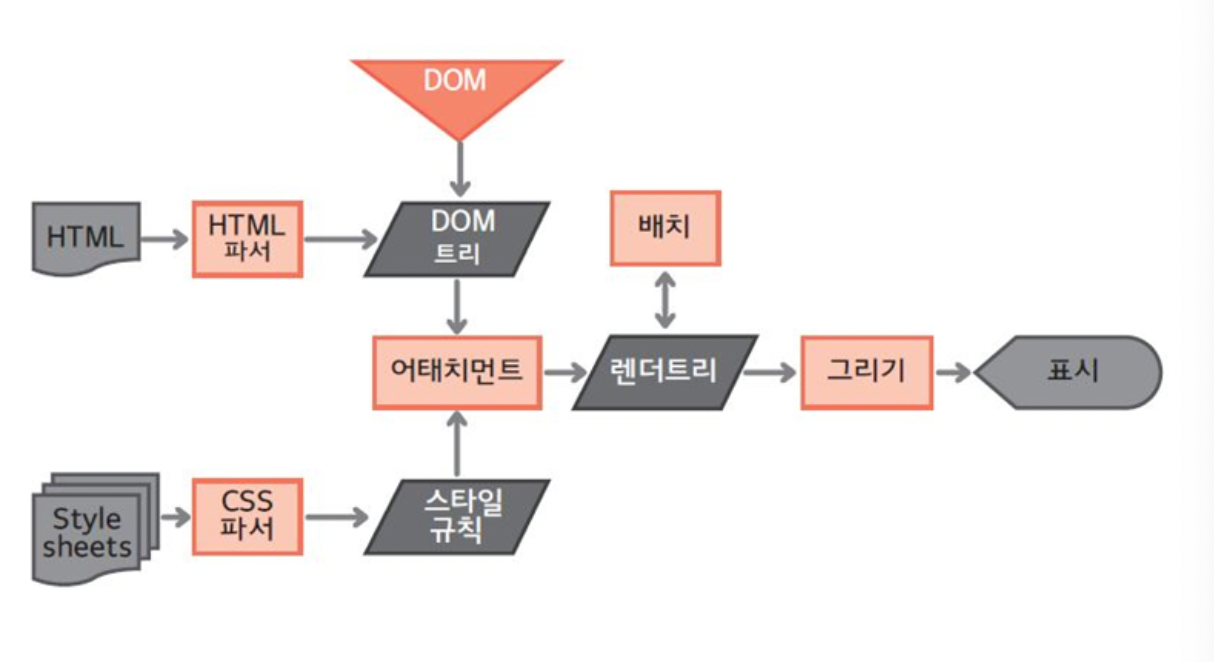 DOM
HTML
HTML
파서
DOM
트리
배치
어태치먼트
렌더트리
그리기
표시
Style
sheets
CSS
파서
스타일
규칙